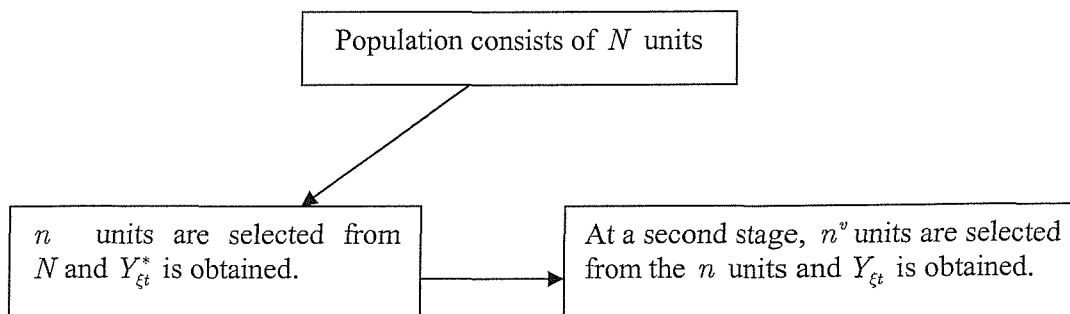 Population consists of N units
n units are selected from
N and Y*ξt is obtained.
At a second stage, nᵛ units are selected
from the n units and Yξt is obtained.